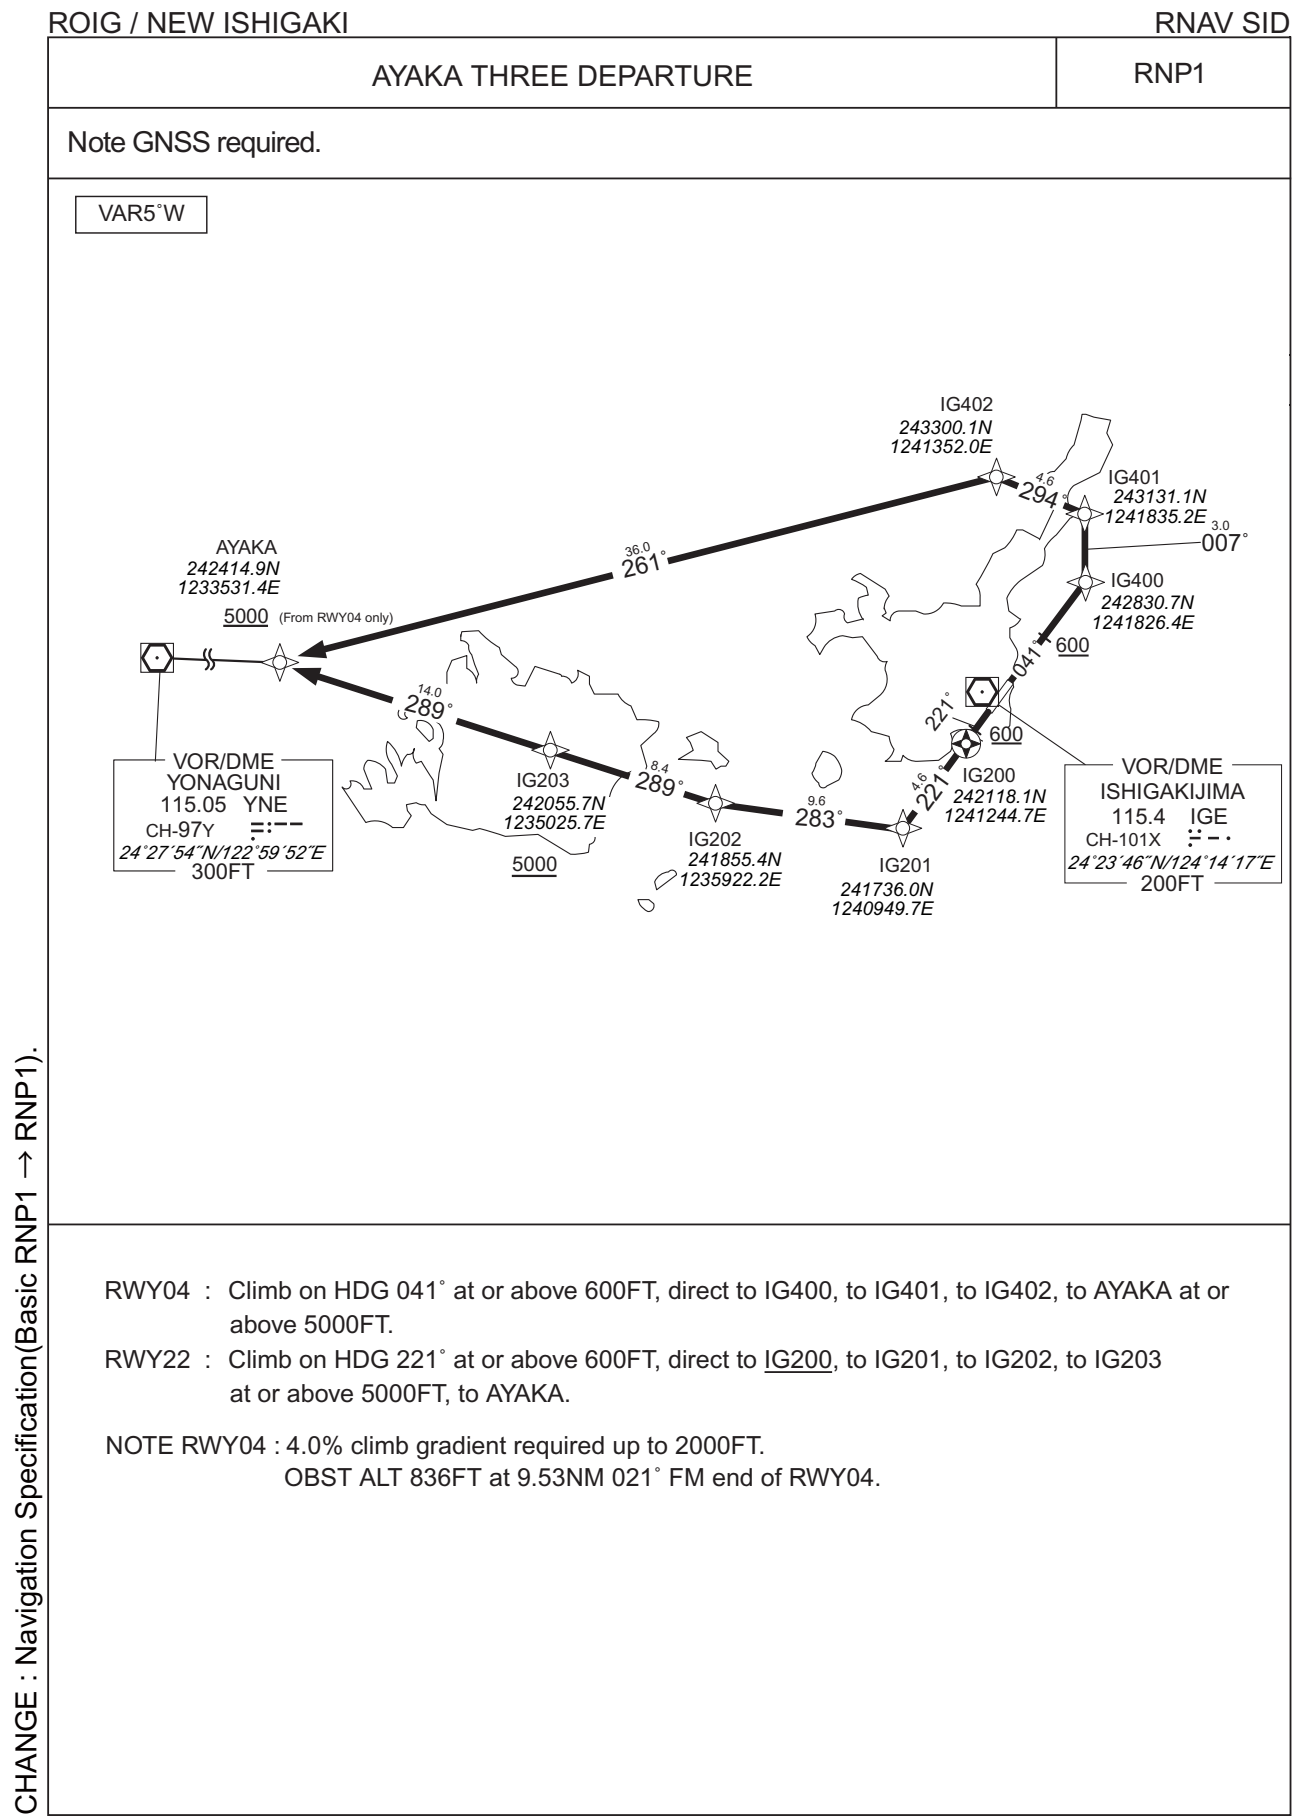 ROIG / NEW ISHIGAKI
RNAV SID
AYAKA THREE DEPARTURE
RNP1
Note GNSS required.
VAR5°W
IG402
243300.1N
1241352.0E
4.6
294°
IG401
243131.1N
1241835.2E
3.0
007°
36.0
261°
AYAKA
242414.9N
1233531.4E
5000 (From RWY04 only)
IG400
242830.7N
1241826.4E
600
041°
221°
600
14.0
289°
VOR/DME
YONAGUNI
115.05 YNE
CH-97Y
24°27´54˝N/122°59´52˝E
300FT
IG203
242055.7N
1235025.7E
5000
8.4
289°
IG202
241855.4N
1235922.2E
9.6
283°
4.6
221°
IG200
242118.1N
1241244.7E
IG201
241736.0N
1240949.7E
VOR/DME
ISHIGAKIJIMA
115.4 IGE
CH-101X
24°23´46˝N/124°14´17˝E
200FT
RWY04 : Climb on HDG 041° at or above 600FT, direct to IG400, to IG401, to IG402, to AYAKA at or
above 5000FT.
RWY22 : Climb on HDG 221° at or above 600FT, direct to IG200, to IG201, to IG202, to IG203
at or above 5000FT, to AYAKA.
NOTE RWY04 : 4.0% climb gradient required up to 2000FT.
OBST ALT 836FT at 9.53NM 021° FM end of RWY04.
CHANGE : Navigation Specification(Basic RNP1 → RNP1).